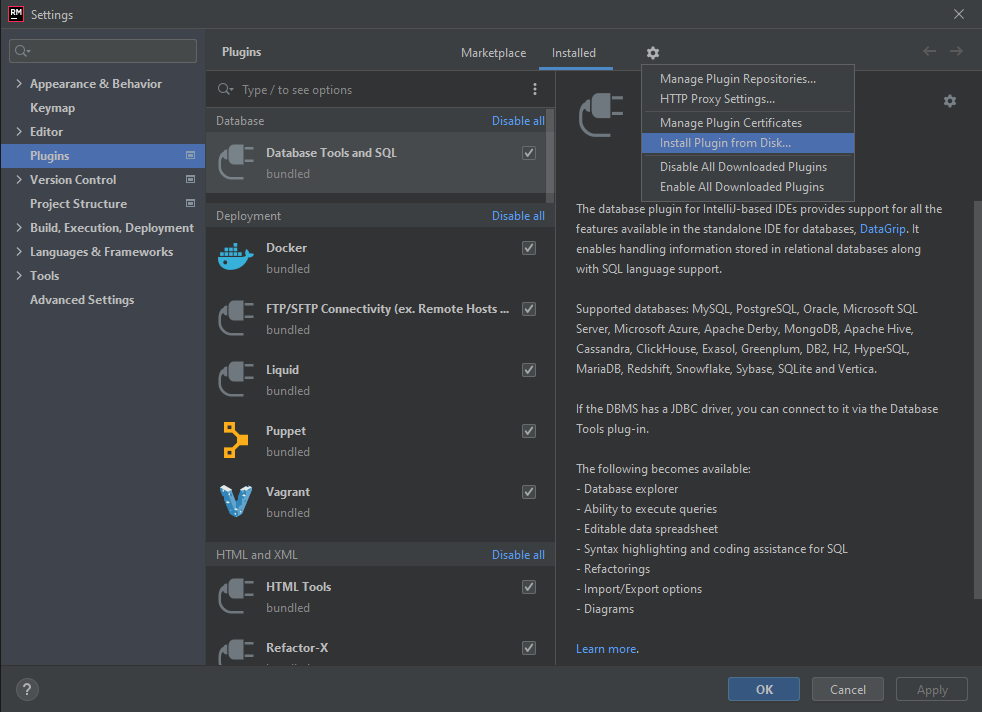 RM
Settings
Plugins
Marketplace
Installed
Appearance & Behavior
Keymap
Editor
Plugins
Version Control
Project Structure
Build, Execution, Deployment
Languages & Frameworks
Tools
Advanced Settings
Type / to see options
Database
Disable all
Database Tools and SQL
bundled
Deployment
Disable all
Docker
bundled
FTP/SFTP Connectivity (ex. Remote Hosts ...
bundled
Liquid
bundled
Puppet
bundled
Vagrant
bundled
HTML and XML
Disable all
HTML Tools
bundled
Refactor-X
Manage Plugin Repositories...
HTTP Proxy Settings...
Manage Plugin Certificates
Install Plugin from Disk...
Disable All Downloaded Plugins
Enable All Downloaded Plugins
The database plugin for IntelliJ-based IDEs provides support for all the
features available in the standalone IDE for databases, DataGrip. It
enables handling information stored in relational databases along
with SQL language support.
Supported databases: MySQL, PostgreSQL, Oracle, Microsoft SQL
Server, Microsoft Azure, Apache Derby, MongoDB, Apache Hive,
Cassandra, ClickHouse, Exasol, Greenplum, DB2, H2, HyperSQL,
MariaDB, Redshift, Snowflake, Sybase, SQLite and Vertica.
If the DBMS has a JDBC driver, you can connect to it via the Database
Tools plug-in.
The following becomes available:
- Database explorer
- Ability to execute queries
- Editable data spreadsheet
- Syntax highlighting and coding assistance for SQL
- Refactorings
- Import/Export options
- Diagrams
Learn more.
?
OK
Cancel
Apply